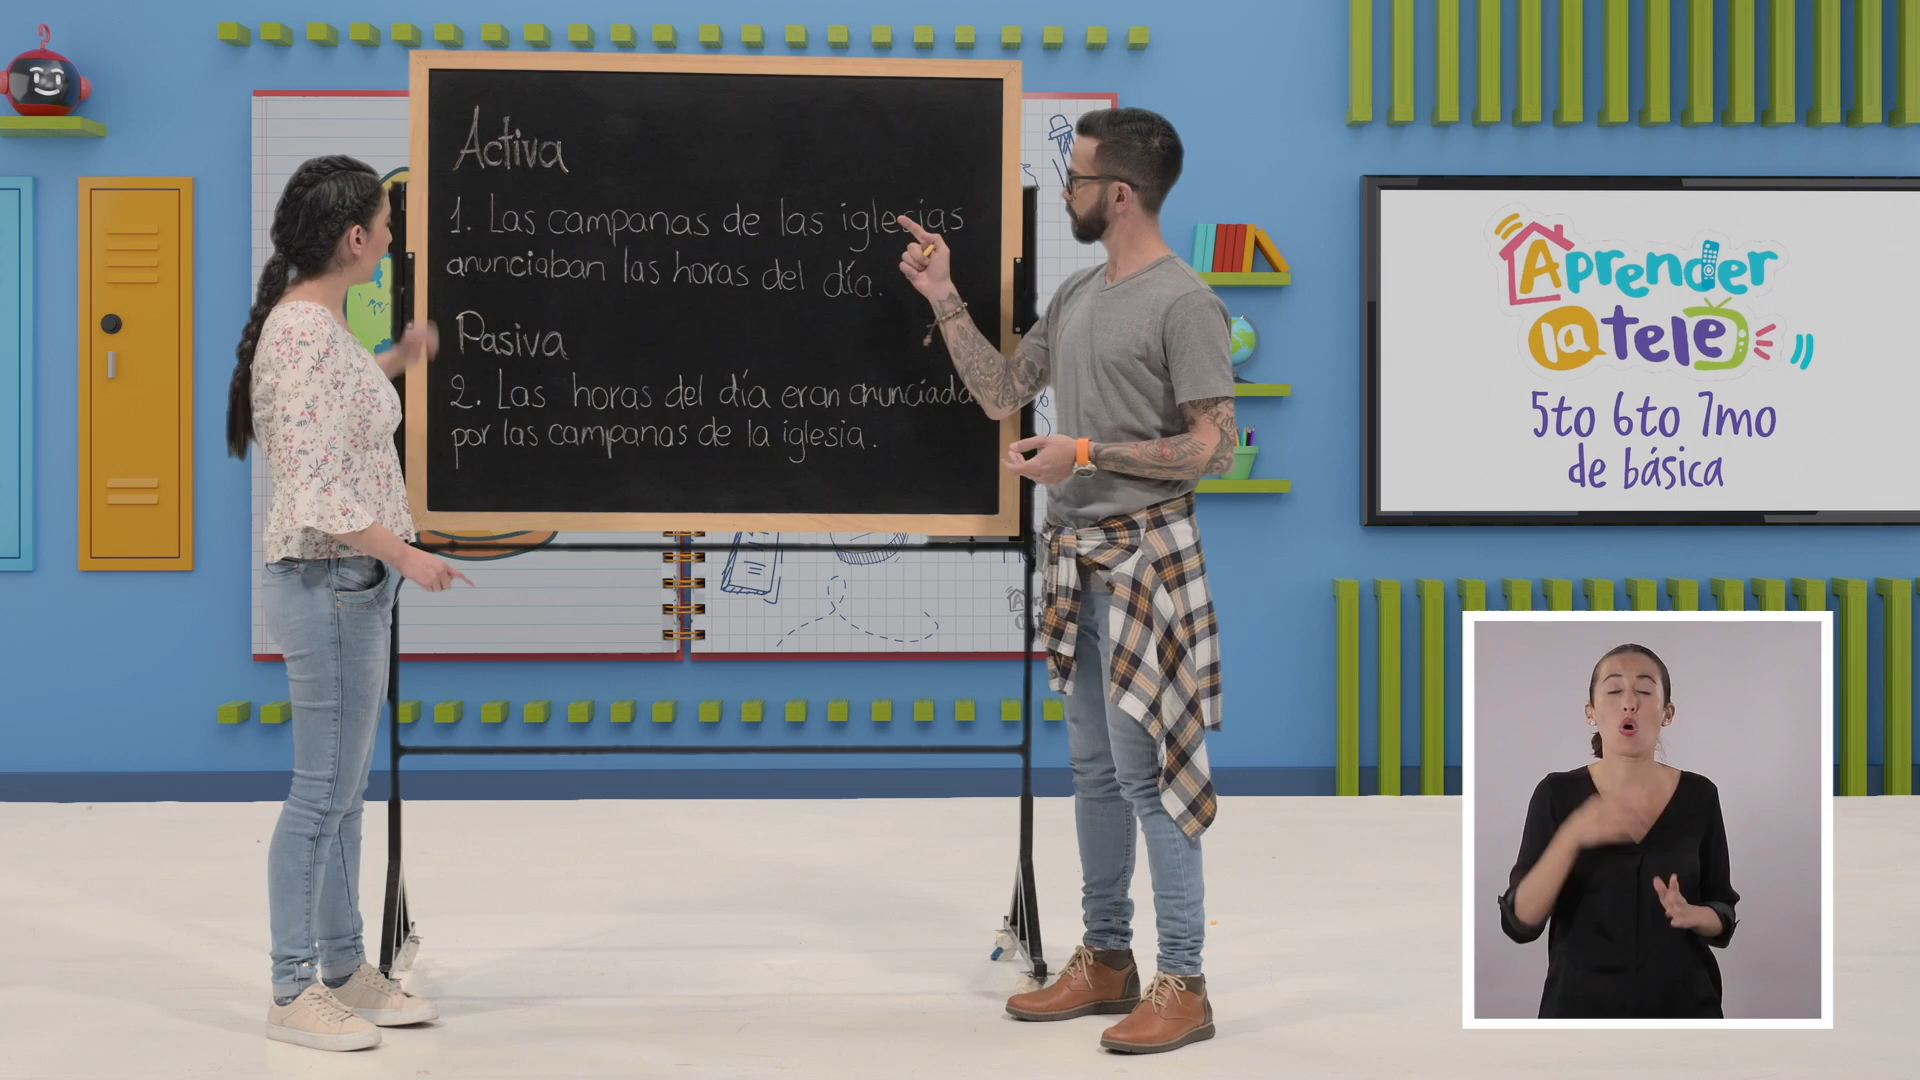 Activa
1. Las campanas de las iglesias
anunciaban las horas del día.
Pasiva
2. Las horas del día eran anunciada
por las campanas de la iglesia.
Aprender
la tele
5to 6to 7mo
de básica